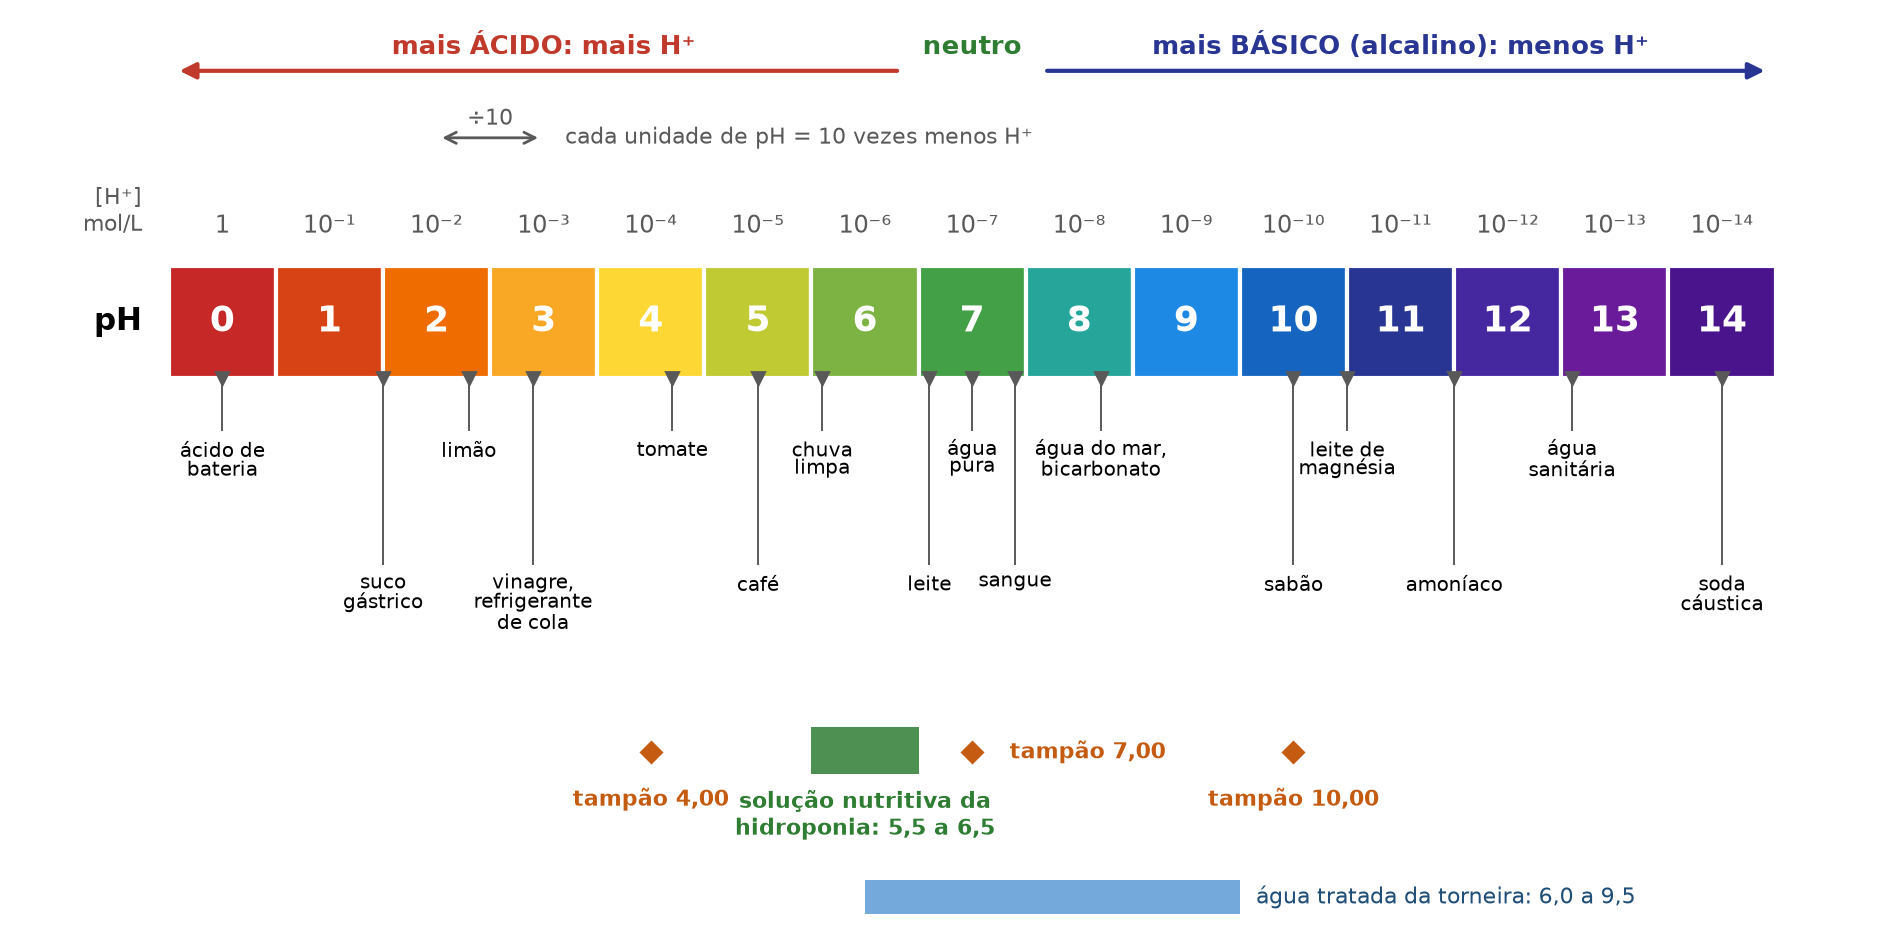 mais ÁCIDO: mais H⁺
neutro
mais BÁSICO (alcalino): menos H⁺
÷10
cada unidade de pH = 10 vezes menos H⁺
[H⁺]
mol/L
1 10⁻¹ 10⁻² 10⁻³ 10⁻⁴ 10⁻⁵ 10⁻⁶ 10⁻⁷ 10⁻⁸ 10⁻⁹ 10⁻¹⁰ 10⁻¹¹ 10⁻¹² 10⁻¹³ 10⁻¹⁴
pH 0 1 2 3 4 5 6 7 8 9 10 11 12 13 14
ácido de
bateria
limão
tomate
chuva
limpa
água
pura
água do mar,
bicarbonato
leite de
magnésia
água
sanitária
suco
gástrico
vinagre,
refrigerante
de cola
café
leite
sangue
sabão
amoníaco
soda
cáustica
tampão 7,00
tampão 4,00
solução nutritiva da
hidroponia: 5,5 a 6,5
tampão 10,00
água tratada da torneira: 6,0 a 9,5